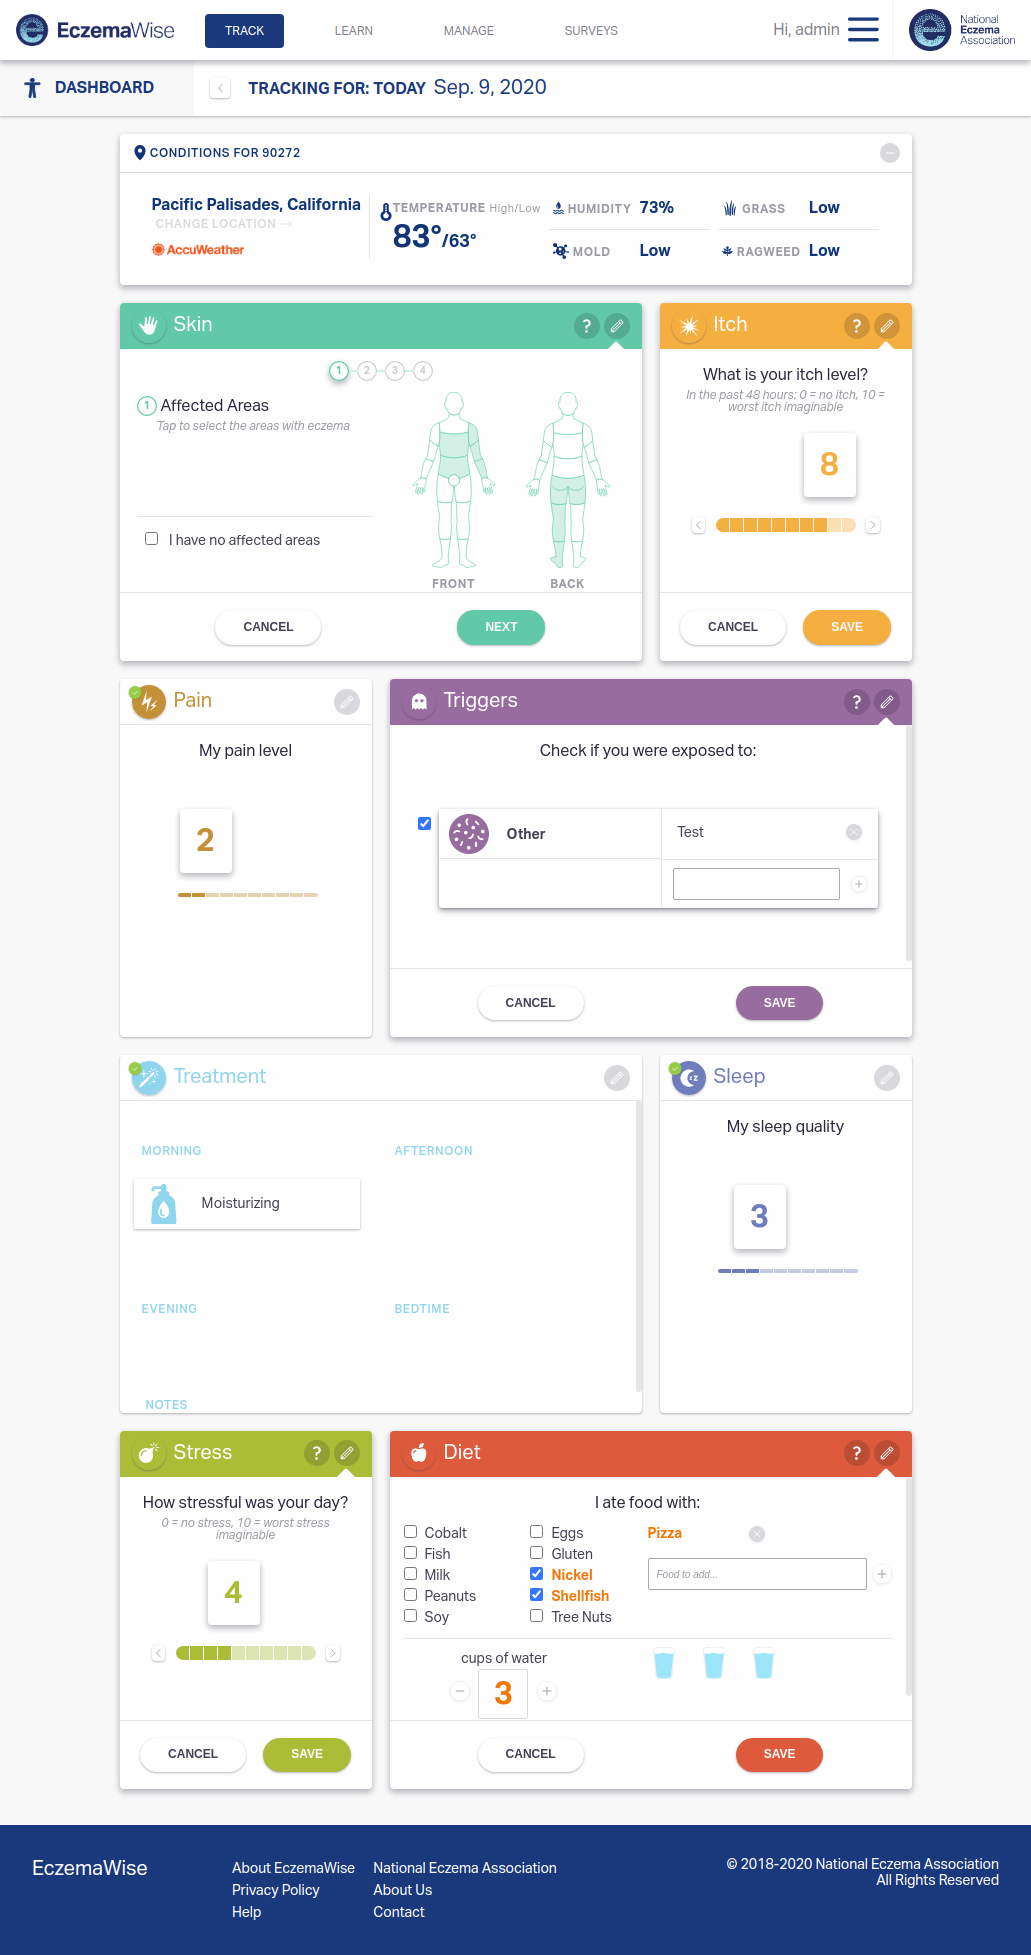 EczemaWise
TRACK
LEARN
MANAGE
SURVEYS
Hi, admin
National
Eczema
Association
DASHBOARD
TRACKING FOR: TODAY Sep. 9, 2020
CONDITIONS FOR 90272
Pacific Palisades, California
CHANGE LOCATION
AccuWeather
TEMPERATURE High/Low
83°/63°
HUMIDITY 73%
MOLD Low
GRASS Low
RAGWEED Low
Skin
?
1 2 3 4
1 Affected Areas
Tap to select the areas with eczema
I have no affected areas
FRONT
BACK
CANCEL
NEXT
Itch
?
What is your itch level?
In the past 48 hours: 0 = no itch, 10 =
worst itch imaginable
8
CANCEL
SAVE
Pain
My pain level
2
Triggers
?
Check if you were exposed to:
Other
Test
CANCEL
SAVE
Treatment
MORNING
AFTERNOON
Moisturizing
EVENING
BEDTIME
NOTES
Sleep
My sleep quality
3
Stress
?
How stressful was your day?
0 = no stress, 10 = worst stress
imaginable
4
CANCEL
SAVE
Diet
?
I ate food with:
Cobalt
Fish
Milk
Peanuts
Soy
Eggs
Gluten
Nickel
Shellfish
Tree Nuts
Pizza
Food to add...
cups of water
3
CANCEL
SAVE
EczemaWise
About EczemaWise
Privacy Policy
Help
National Eczema Association
About Us
Contact
© 2018-2020 National Eczema Association
All Rights Reserved